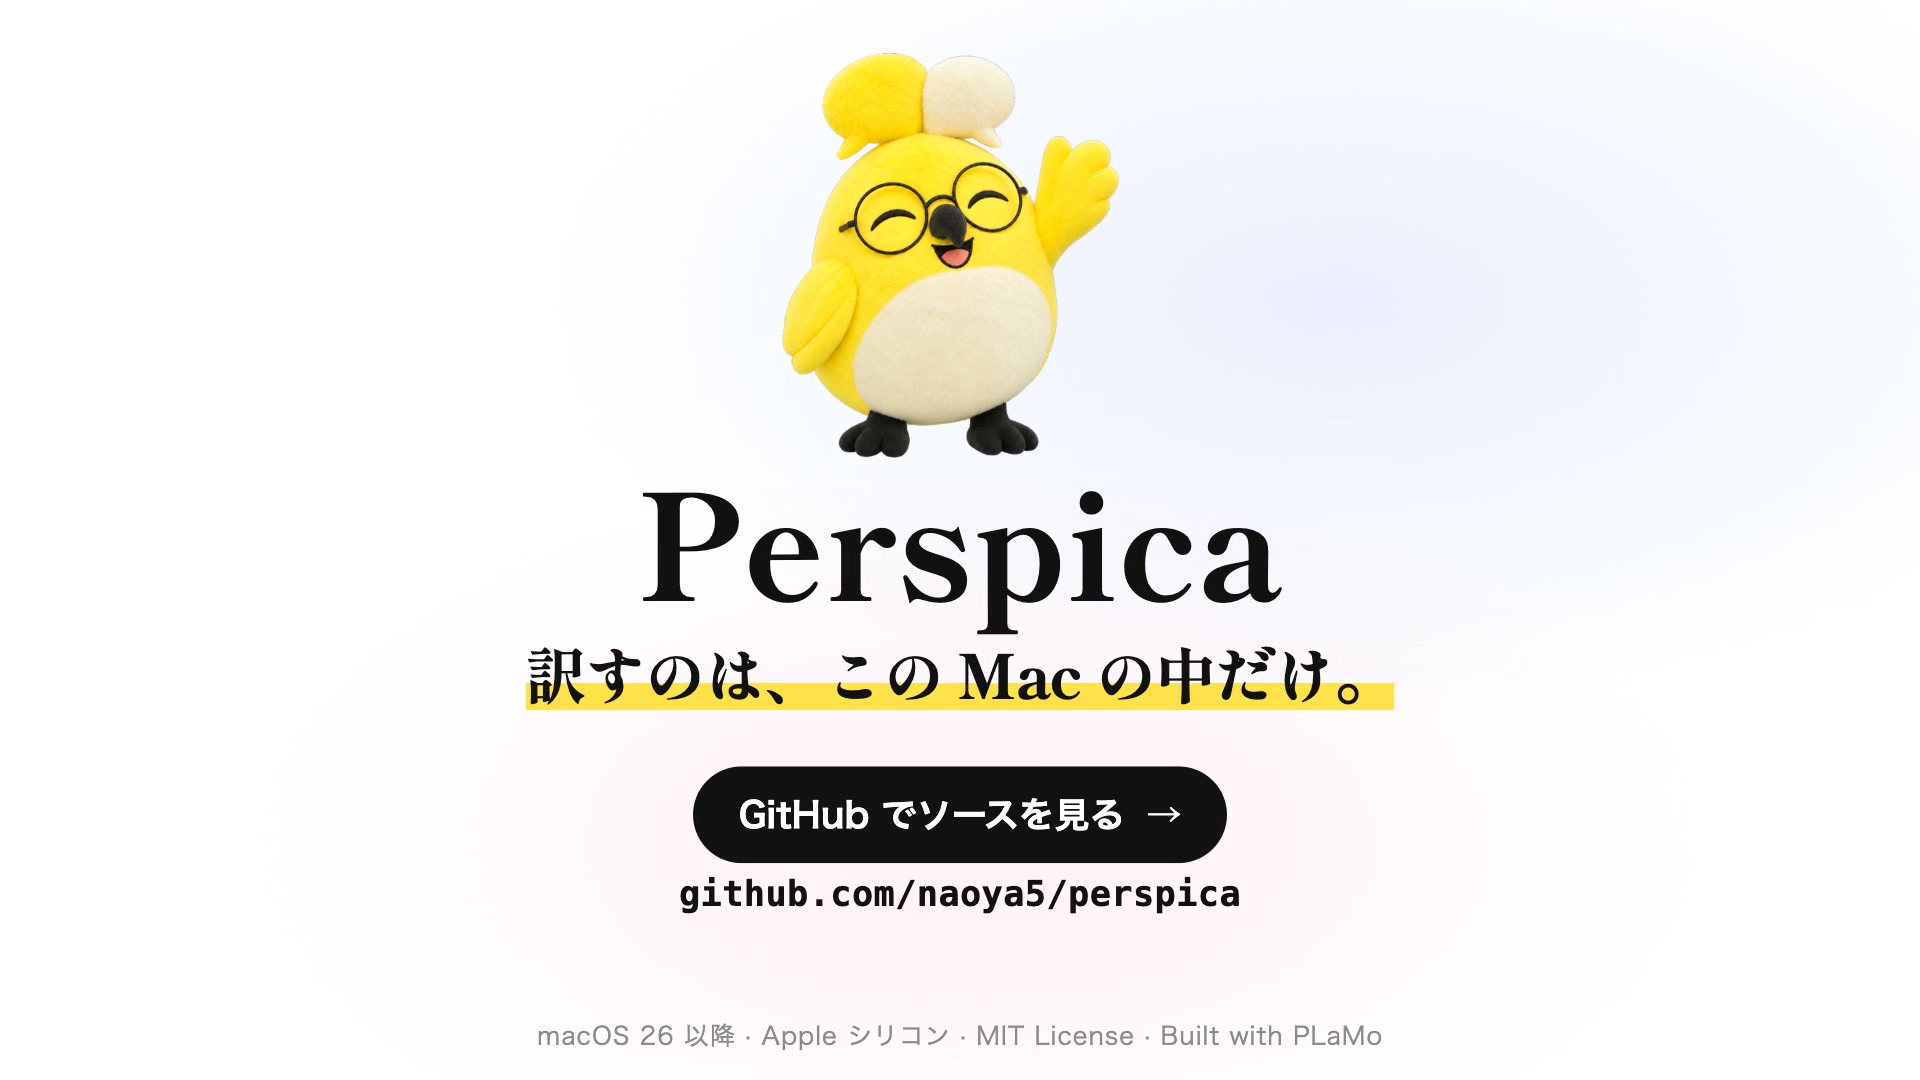 Perspica
訳すのは、この Mac の中だけ。
GitHub でソースを見る →
github.com/naoya5/perspica
macOS 26 以降 · Apple シリコン · MIT License · Built with PLaMo